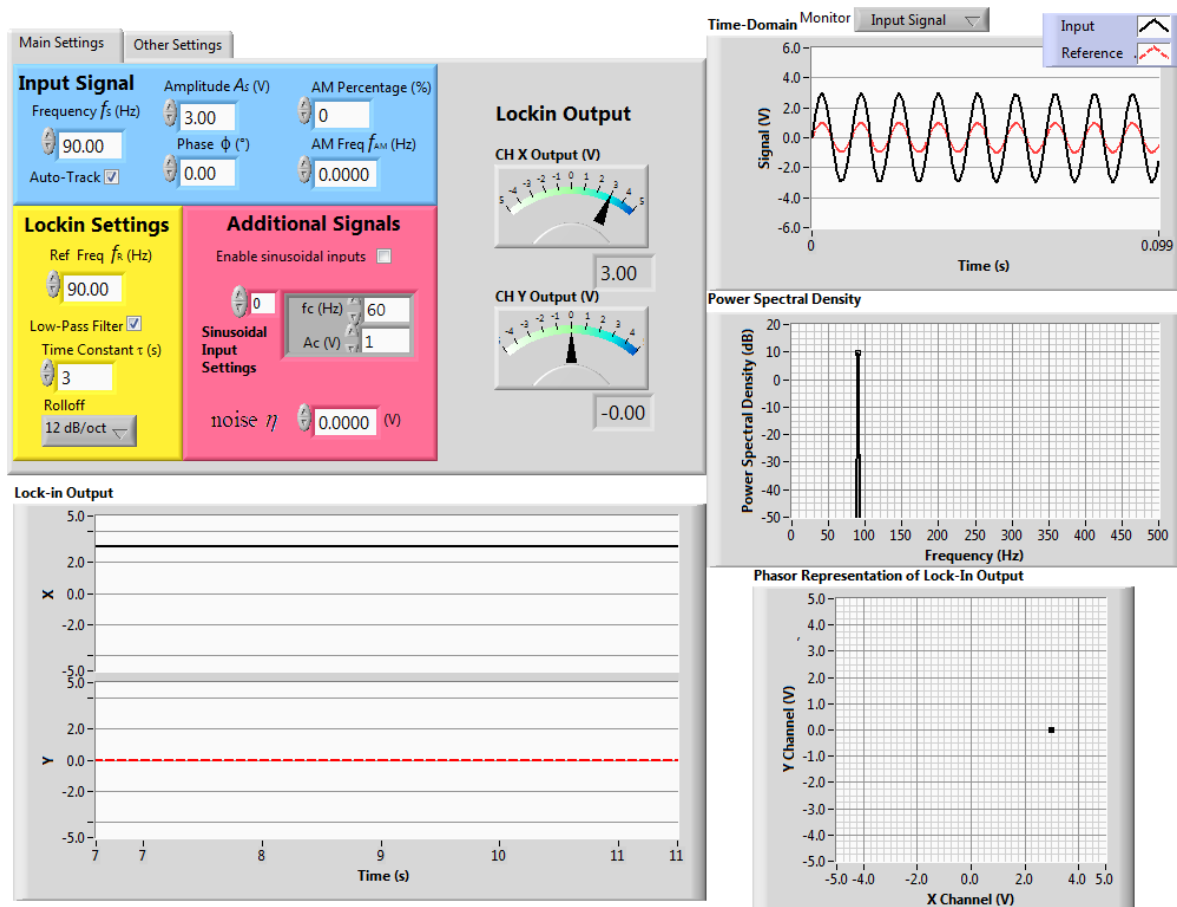 Main Settings
Other Settings
Input Signal
Frequency fs (Hz)
90.00
Auto-Track
Amplitude As (V)
3.00
Phase ϕ (°)
0.00
AM Percentage (%)
0
AM Freq fAM (Hz)
0.0000
Lockin Settings
Ref Freq fR (Hz)
90.00
Low-Pass Filter
Time Constant τ (s)
3
Rolloff
12 dB/oct
Additional Signals
Enable sinusoidal inputs
0
Sinusoidal
Input
Settings
fc (Hz) 60
Ac (V) 1
noise η 0.0000 (V)
Lockin Output
CH X Output (V)
5 -4 -3 -2 -1 0 1 2 3 4 5
3.00
CH Y Output (V)
5 -4 -3 -2 -1 0 1 2 3 4 5
-0.00
Time-Domain Monitor Input Signal
Input
Reference
Signal (V)
6.0
4.0
2.0
0.0
-2.0
-4.0
-6.0
0 0.099
Time (s)
Power Spectral Density
Power Spectral Density (dB)
20
10
0
-10
-20
-30
-40
-50
0 50 100 150 200 250 300 350 400 450 500
Frequency (Hz)
Lock-in Output
X
5.0
2.0
0.0
-2.0
-5.0
Y
5.0
2.0
0.0
-2.0
-5.0
7 7 8 9 10 11 11
Time (s)
Phasor Representation of Lock-In Output
Y Channel (V)
5.0
4.0
3.0
2.0
1.0
0.0
-1.0
-2.0
-3.0
-4.0
-5.0
-5.0 -4.0 -2.0 0.0 2.0 4.0 5.0
X Channel (V)